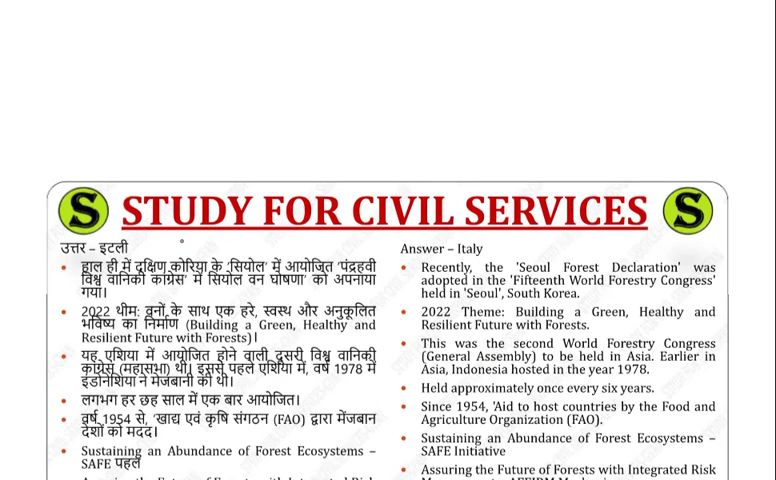 S STUDY FOR CIVIL SERVICES S
उत्तर – इटली
• हाल ही में दक्षिण कोरिया के 'सियोल' में आयोजित 'पंद्रहवी
विश्व वानिकी कांग्रेस' में सियोल वन घोषणा' को अपनाया
गया।
• 2022 थीम: वनों के साथ एक हरे, स्वस्थ और अनुकूलित
भविष्य का निर्माण (Building a Green, Healthy and
Resilient Future with Forests)।
• यह एशिया में आयोजित होने वाली दूसरी विश्व वानिकी
कांग्रेस (महासभा) थी। इससे पहले एशिया में, वर्ष 1978 में
इंडोनेशिया ने मेजबानी की थी।
• लगभग हर छह साल में एक बार आयोजित।
• वर्ष 1954 से, 'खाद्य एवं कृषि संगठन (FAO) द्वारा मेंजबान
देशों को मदद।
• Sustaining an Abundance of Forest Ecosystems –
SAFE पहल
Answer – Italy
• Recently, the 'Seoul Forest Declaration' was
adopted in the 'Fifteenth World Forestry Congress'
held in 'Seoul', South Korea.
• 2022 Theme: Building a Green, Healthy and
Resilient Future with Forests.
• This was the second World Forestry Congress
(General Assembly) to be held in Asia. Earlier in
Asia, Indonesia hosted in the year 1978.
• Held approximately once every six years.
• Since 1954, 'Aid to host countries by the Food and
Agriculture Organization (FAO).
• Sustaining an Abundance of Forest Ecosystems –
SAFE Initiative
• Assuring the Future of Forests with Integrated Risk